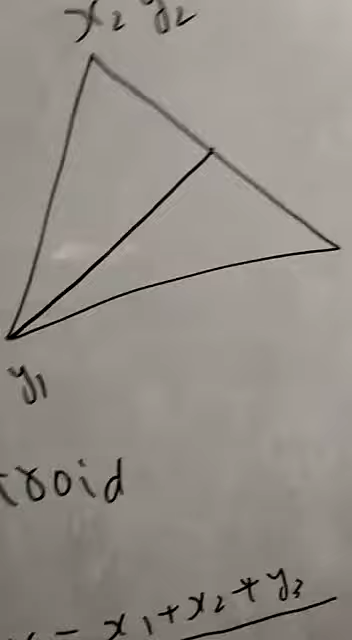 x₂ y₂
y₁
roid
= x₁+x₂+y₃